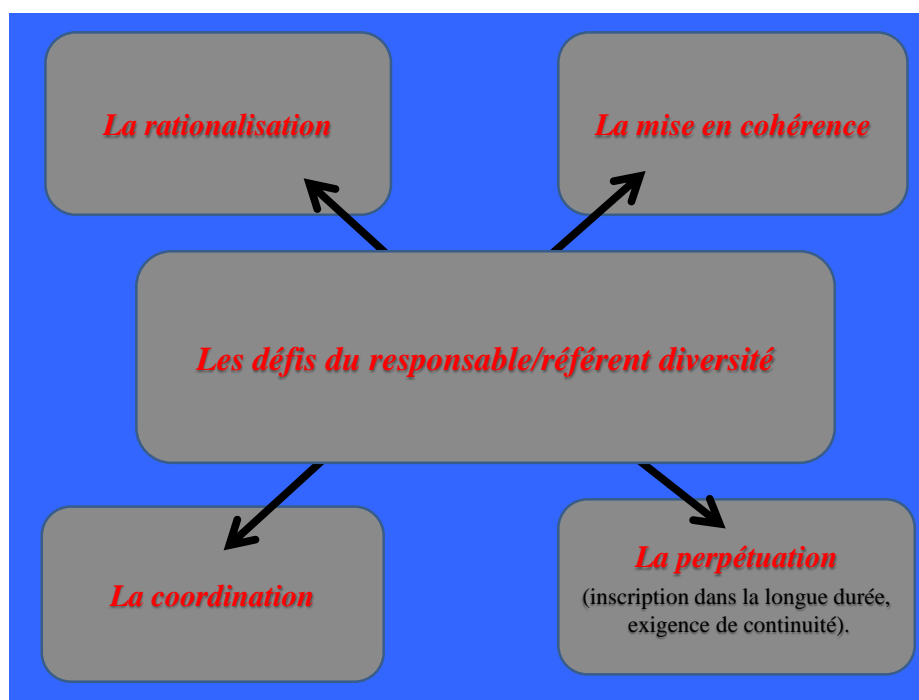 La rationalisation
La mise en cohérence
Les défis du responsable/référent diversité
La coordination
La perpétuation
(inscription dans la longue durée,
exigence de continuité).